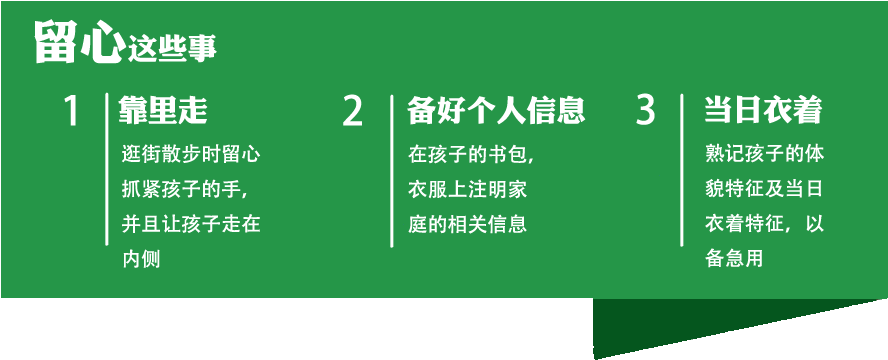 留心这些事
1 靠里走
逛街散步时留心
抓紧孩子的手，
并且让孩子走在
内侧
2 备好个人信息
在孩子的书包，
衣服上注明家
庭的相关信息
3 当日衣着
熟记孩子的体
貌特征及当日
衣着特征，以
备急用